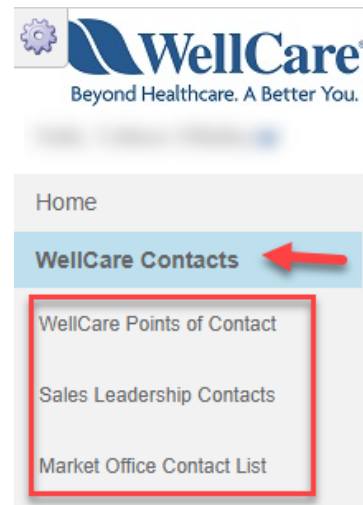 WellCare®
Beyond Healthcare. A Better You.
Home
WellCare Contacts
WellCare Points of Contact
Sales Leadership Contacts
Market Office Contact List